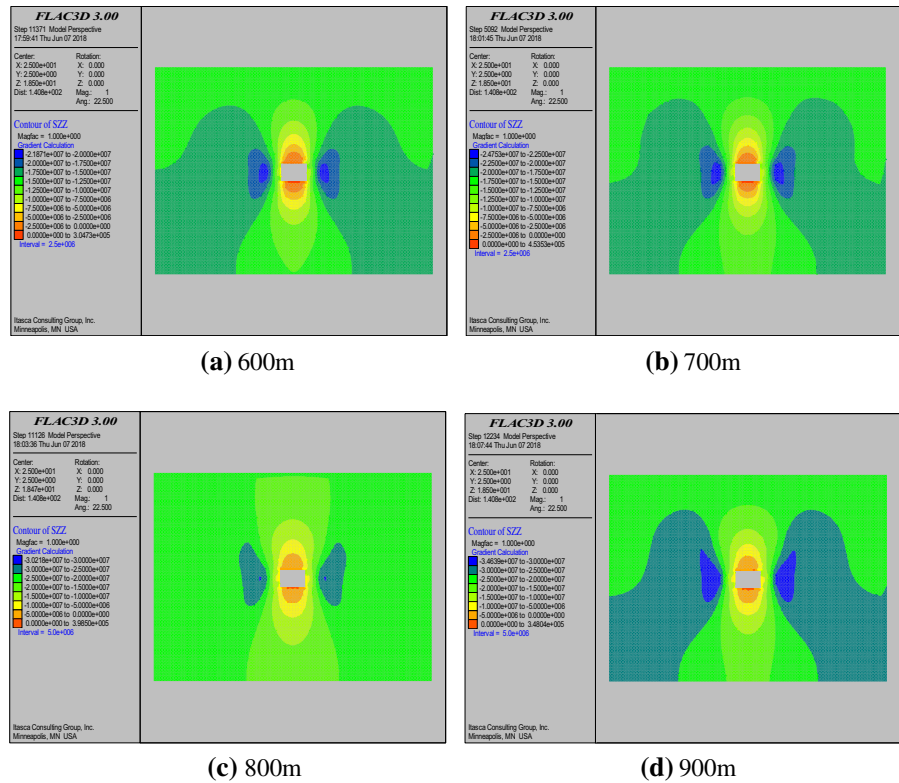 FLAC3D 3.00
Step 11371 Model Perspective
17:59:41 Thu Jun 07 2018
Center: Rotation:
X: 2.500e+001 X: 0.000
Y: 2.500e+000 Y: 0.000
Z: 1.850e+001 Z: 0.000
Dist: 1.408e+002 Mag.: 1
Ang.: 22.500
Contour of SZZ
Magfac = 1.000e+000
Gradient Calculation
-2.1871e+007 to -2.0000e+007
-2.0000e+007 to -1.7500e+007
-1.7500e+007 to -1.5000e+007
-1.5000e+007 to -1.2500e+007
-1.2500e+007 to -1.0000e+007
-1.0000e+007 to -7.5000e+006
-7.5000e+006 to -5.0000e+006
-5.0000e+006 to -2.5000e+006
-2.5000e+006 to 0.0000e+000
0.0000e+000 to 3.0473e+005
Interval = 2.5e+006
Itasca Consulting Group, Inc.
Minneapolis, MN USA
(a) 600m
FLAC3D 3.00
Step 5092 Model Perspective
18:01:45 Thu Jun 07 2018
Center: Rotation:
X: 2.500e+001 X: 0.000
Y: 2.500e+000 Y: 0.000
Z: 1.850e+001 Z: 0.000
Dist: 1.408e+002 Mag.: 1
Ang.: 22.500
Contour of SZZ
Magfac = 1.000e+000
Gradient Calculation
-2.4753e+007 to -2.2500e+007
-2.2500e+007 to -2.0000e+007
-2.0000e+007 to -1.7500e+007
-1.7500e+007 to -1.5000e+007
-1.5000e+007 to -1.2500e+007
-1.2500e+007 to -1.0000e+007
-1.0000e+007 to -7.5000e+006
-7.5000e+006 to -5.0000e+006
-5.0000e+006 to -2.5000e+006
-2.5000e+006 to 0.0000e+000
0.0000e+000 to 4.5353e+005
Interval = 2.5e+006
Itasca Consulting Group, Inc.
Minneapolis, MN USA
(b) 700m
FLAC3D 3.00
Step 11126 Model Perspective
18:03:36 Thu Jun 07 2018
Center: Rotation:
X: 2.500e+001 X: 0.000
Y: 2.500e+000 Y: 0.000
Z: 1.847e+001 Z: 0.000
Dist: 1.408e+002 Mag.: 1
Ang.: 22.500
Contour of SZZ
Magfac = 1.000e+000
Gradient Calculation
-3.0218e+007 to -3.0000e+007
-3.0000e+007 to -2.5000e+007
-2.5000e+007 to -2.0000e+007
-2.0000e+007 to -1.5000e+007
-1.5000e+007 to -1.0000e+007
-1.0000e+007 to -5.0000e+006
-5.0000e+006 to 0.0000e+000
0.0000e+000 to 3.9850e+005
Interval = 5.0e+006
Itasca Consulting Group, Inc.
Minneapolis, MN USA
(c) 800m
FLAC3D 3.00
Step 12234 Model Perspective
18:07:44 Thu Jun 07 2018
Center: Rotation:
X: 2.500e+001 X: 0.000
Y: 2.500e+000 Y: 0.000
Z: 1.850e+001 Z: 0.000
Dist: 1.408e+002 Mag.: 1
Ang.: 22.500
Contour of SZZ
Magfac = 1.000e+000
Gradient Calculation
-3.4639e+007 to -3.0000e+007
-3.0000e+007 to -2.5000e+007
-2.5000e+007 to -2.0000e+007
-2.0000e+007 to -1.5000e+007
-1.5000e+007 to -1.0000e+007
-1.0000e+007 to -5.0000e+006
-5.0000e+006 to 0.0000e+000
0.0000e+000 to 3.4804e+005
Interval = 5.0e+006
Itasca Consulting Group, Inc.
Minneapolis, MN USA
(d) 900m